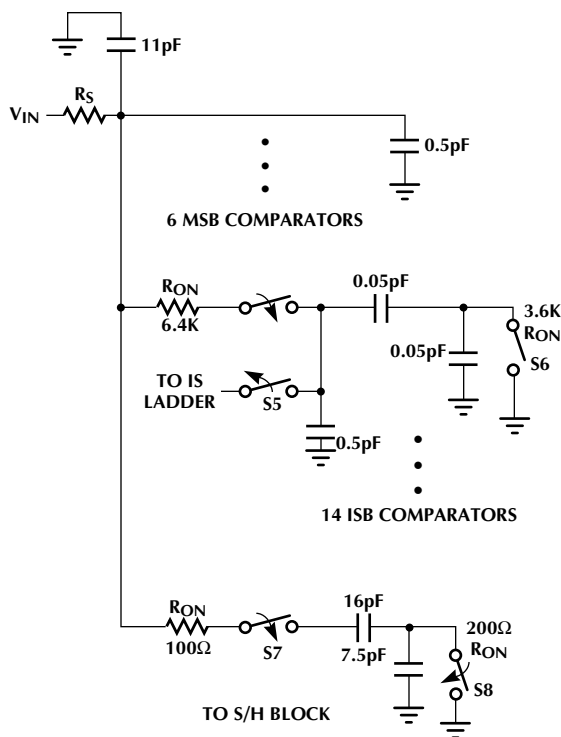 11pF
RS
VIN
0.5pF
6 MSB COMPARATORS
RON
6.4K
0.05pF
3.6K
RON
S6
0.05pF
TO IS
LADDER
S5
0.5pF
14 ISB COMPARATORS
RON
100Ω
S7
16pF
7.5pF
200Ω
RON
S8
TO S/H BLOCK